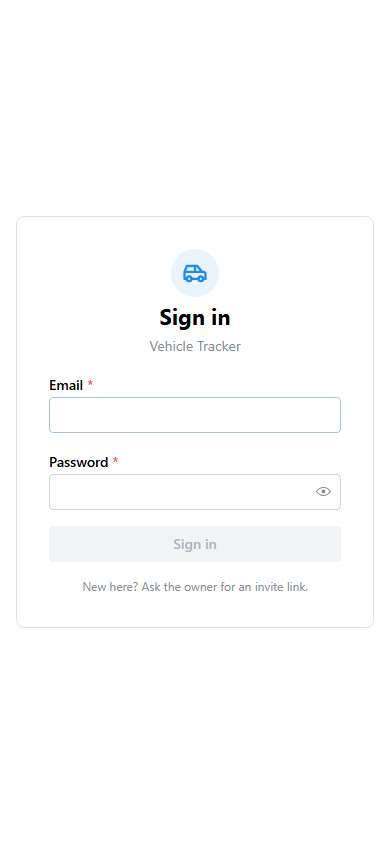 Sign in
Vehicle Tracker
Email *
Password *
Sign in
New here? Ask the owner for an invite link.